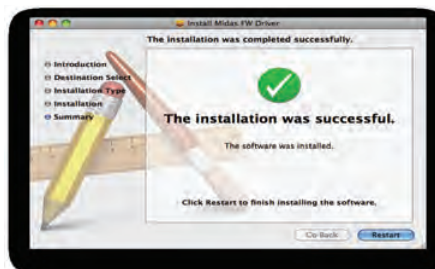 Install Midas FW Driver
The installation was completed successfully.
Introduction
Destination Select
Installation Type
Installation
Summary
The installation was successful.
The software was installed.
Click Restart to finish installing the software.
Go Back
Restart